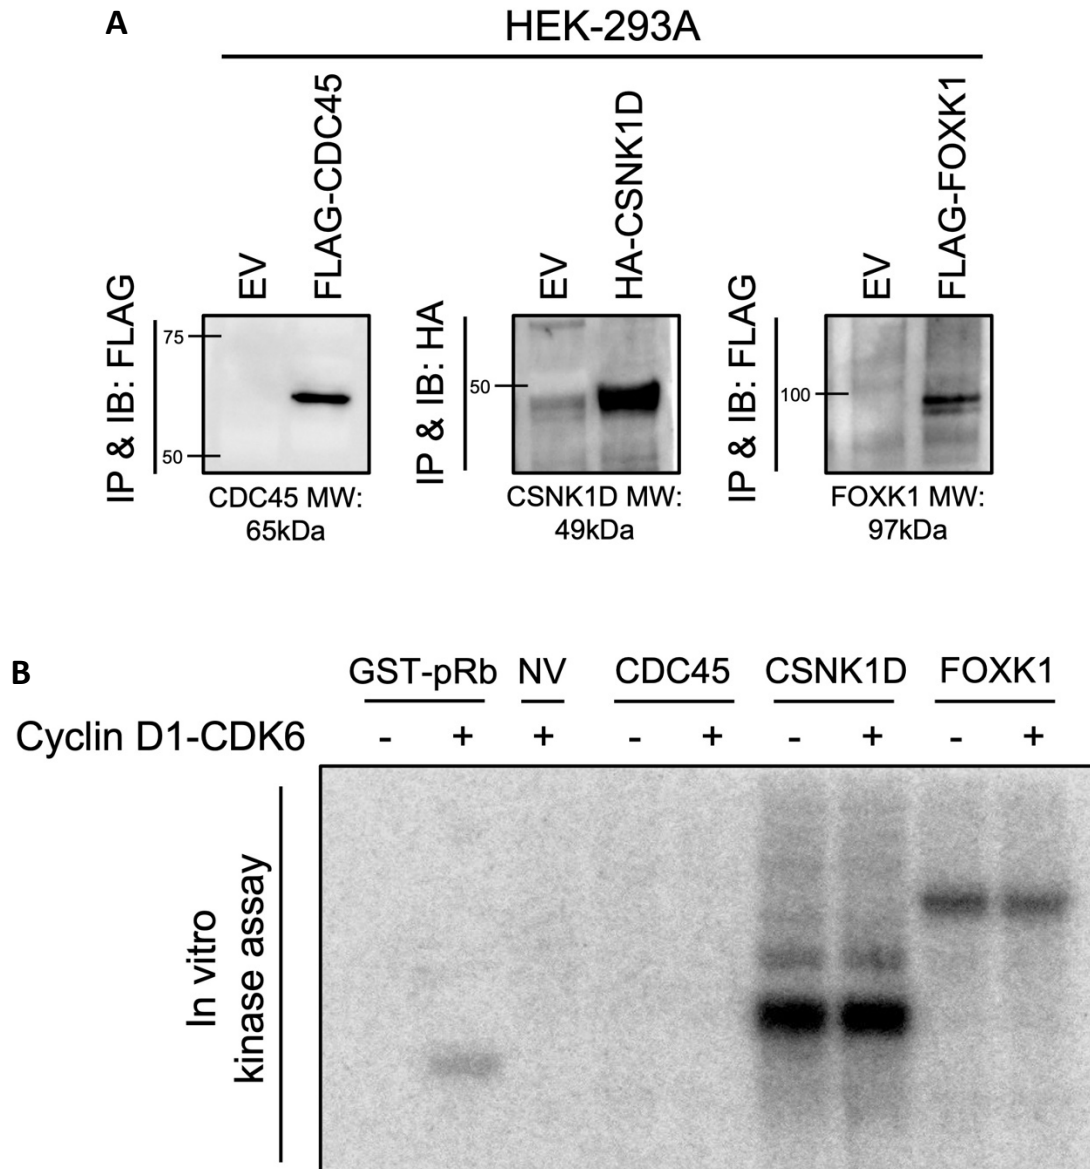 A
HEK-293A
EV
FLAG-CDC45
EV
HA-CSNK1D
EV
FLAG-FOXK1
IP & IB: FLAG
75
50
IP & IB: HA
50
IP & IB: FLAG
100
CDC45 MW:
65kDa
CSNK1D MW:
49kDa
FOXK1 MW:
97kDa
B
GST-pRb NV CDC45 CSNK1D FOXK1
Cyclin D1-CDK6 - + + - + - + - +
In vitro
kinase assay